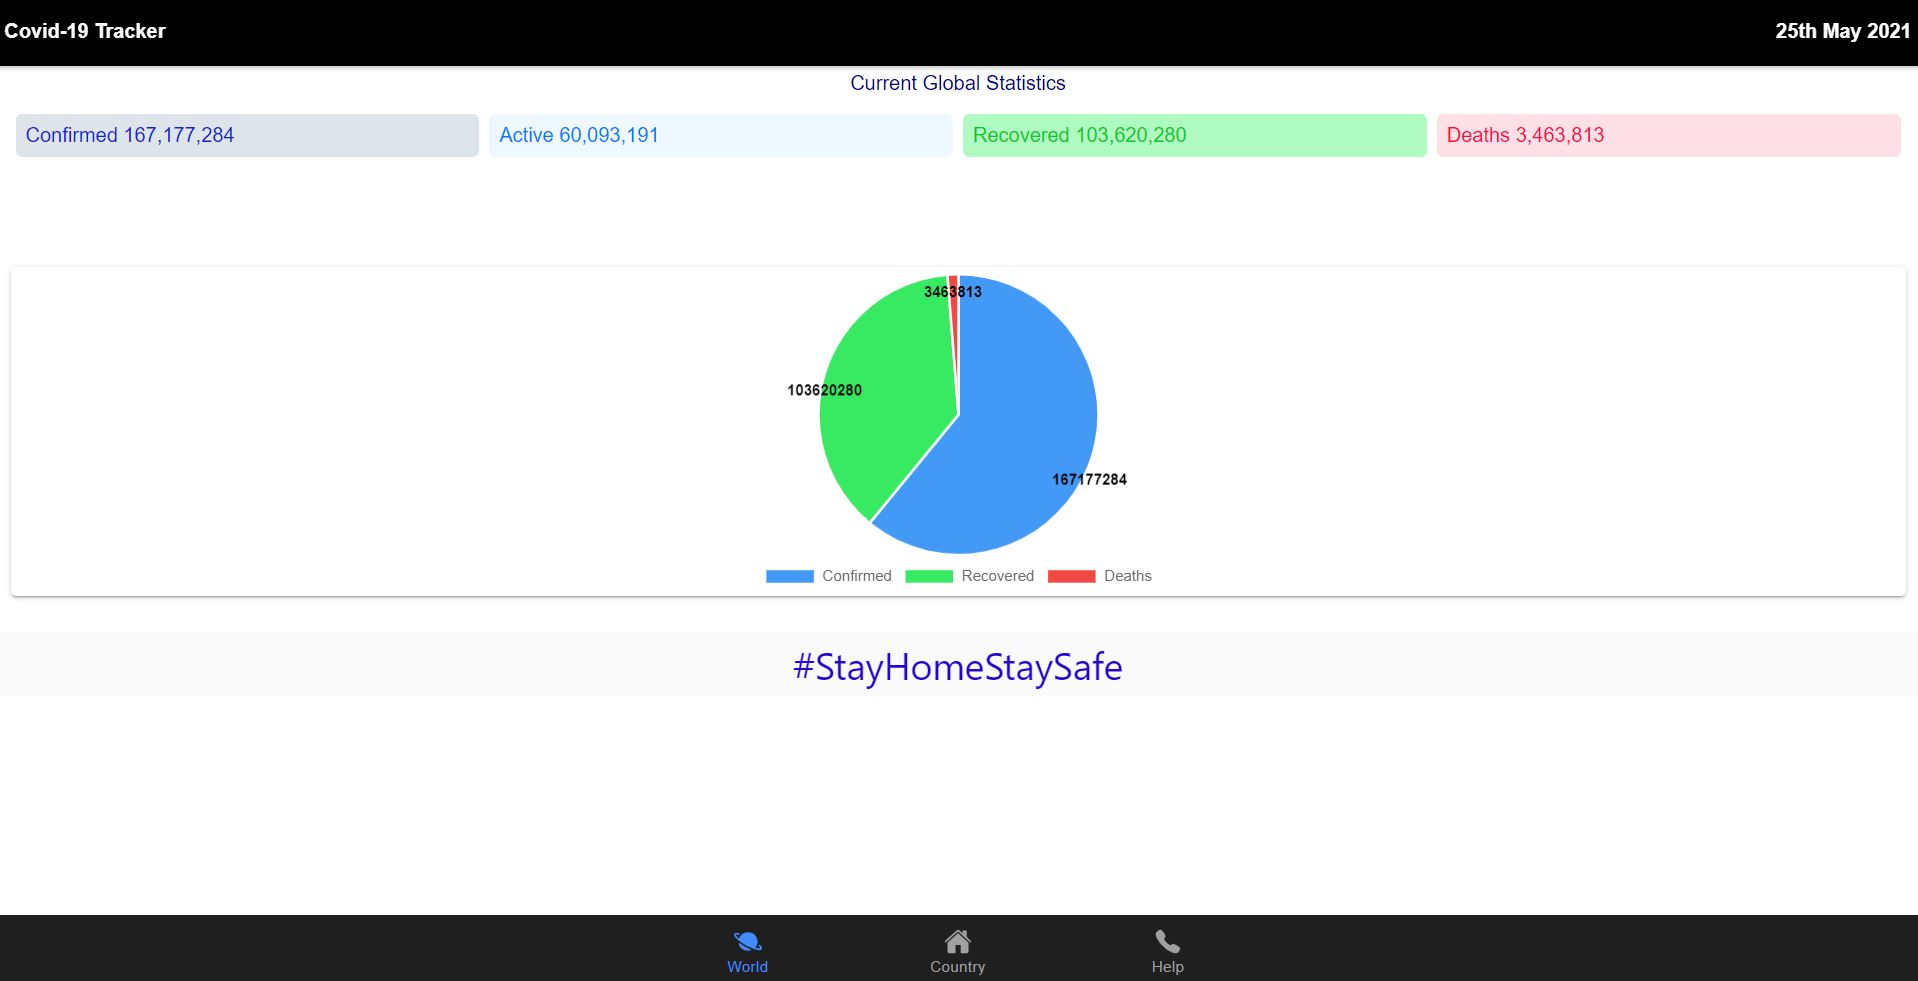 Covid-19 Tracker 25th May 2021
Current Global Statistics
Confirmed 167,177,284 Active 60,093,191 Recovered 103,620,280 Deaths 3,463,813
3463813
103620280
167177284
Confirmed Recovered Deaths
#StayHomeStaySafe
World Country Help